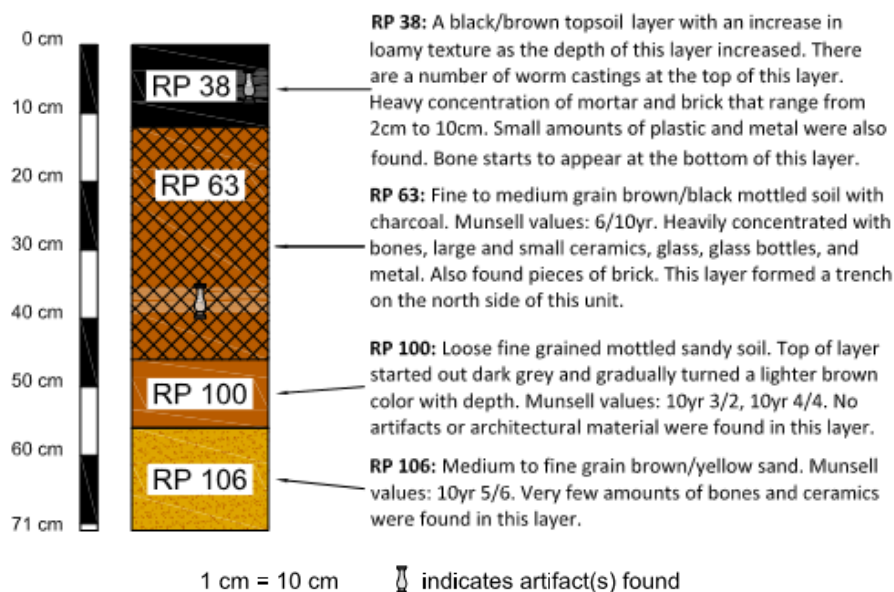 0 cm
10 cm
20 cm
30 cm
40 cm
50 cm
60 cm
71 cm
RP 38
RP 63
RP 100
RP 106
RP 38: A black/brown topsoil layer with an increase in
loamy texture as the depth of this layer increased. There
are a number of worm castings at the top of this layer.
Heavy concentration of mortar and brick that range from
2cm to 10cm. Small amounts of plastic and metal were also
found. Bone starts to appear at the bottom of this layer.
RP 63: Fine to medium grain brown/black mottled soil with
charcoal. Munsell values: 6/10yr. Heavily concentrated with
bones, large and small ceramics, glass, glass bottles, and
metal. Also found pieces of brick. This layer formed a trench
on the north side of this unit.
RP 100: Loose fine grained mottled sandy soil. Top of layer
started out dark grey and gradually turned a lighter brown
color with depth. Munsell values: 10yr 3/2, 10yr 4/4. No
artifacts or architectural material were found in this layer.
RP 106: Medium to fine grain brown/yellow sand. Munsell
values: 10yr 5/6. Very few amounts of bones and ceramics
were found in this layer.
1 cm = 10 cm
indicates artifact(s) found